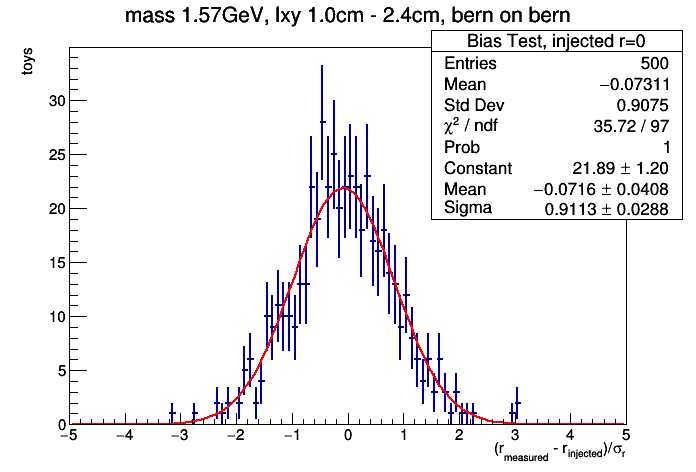 mass 1.57GeV, lxy 1.0cm - 2.4cm, bern on bern
toys
Bias Test, injected r=0
Entries 500
Mean −0.07311
Std Dev 0.9075
χ² / ndf 35.72 / 97
Prob 1
Constant 21.89 ± 1.20
Mean −0.0716 ± 0.0408
Sigma 0.9113 ± 0.0288
30
25
20
15
10
5
0
−5 −4 −3 −2 −1 0 1 2 3 4 5
(r_measured - r_injected)/σ_r